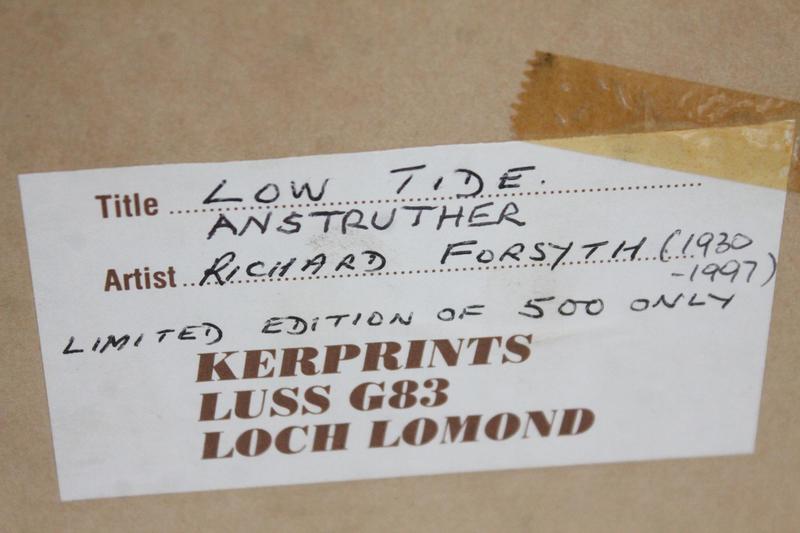 Title LOW TIDE.
ANSTRUTHER
Artist RICHARD FORSYTH (1930
-1997)
LIMITED EDITION OF 500 ONLY
KERPRINTS
LUSS G83
LOCH LOMOND